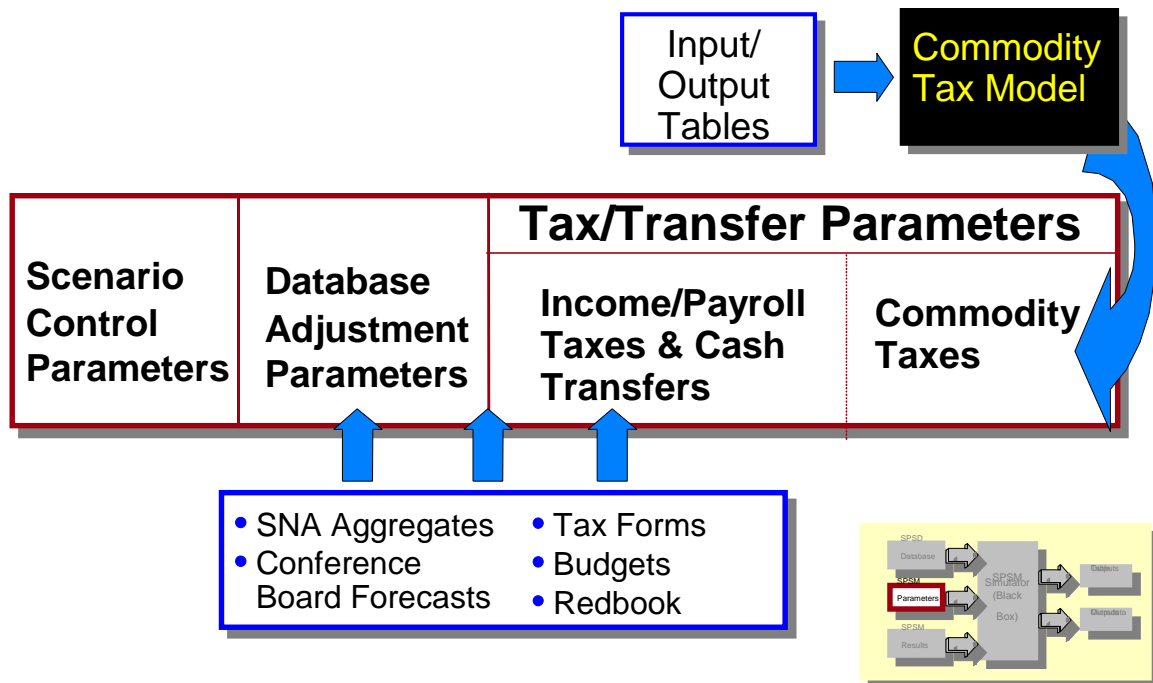 Input/
Output
Tables
Commodity
Tax Model
Tax/Transfer Parameters
Scenario
Control
Parameters
Database
Adjustment
Parameters
Income/Payroll
Taxes & Cash
Transfers
Commodity
Taxes
• SNA Aggregates
• Conference
Board Forecasts
• Tax Forms
• Budgets
• Redbook
SPSD
Database
SPSM
Parameters
SPSM
Results
SPSM
Simulator
(Black
Box)